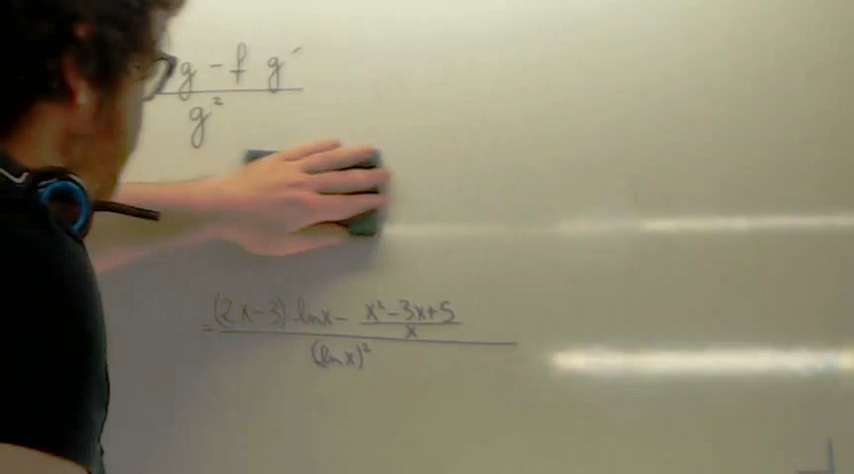 g - f g'
g²
= (2x-3) · lnx - x²-3x+5
x
(lnx)²